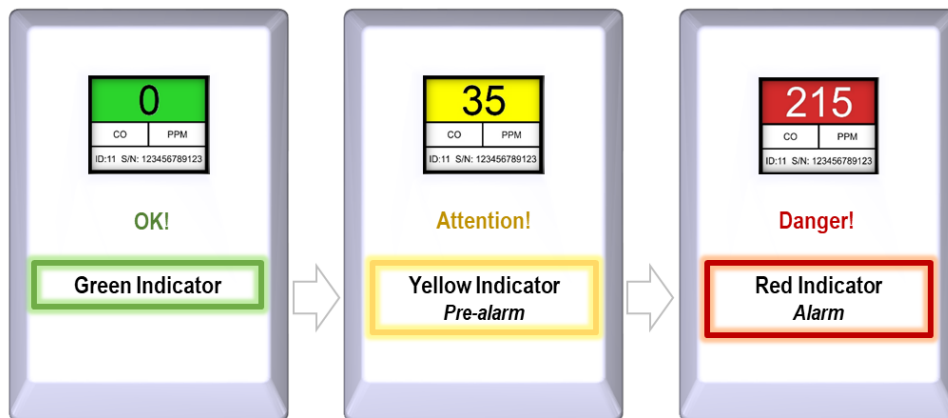 0
CO PPM
ID:11 S/N: 123456789123
OK!
Green Indicator
35
CO PPM
ID:11 S/N: 123456789123
Attention!
Yellow Indicator
Pre-alarm
215
CO PPM
ID:11 S/N: 123456789123
Danger!
Red Indicator
Alarm